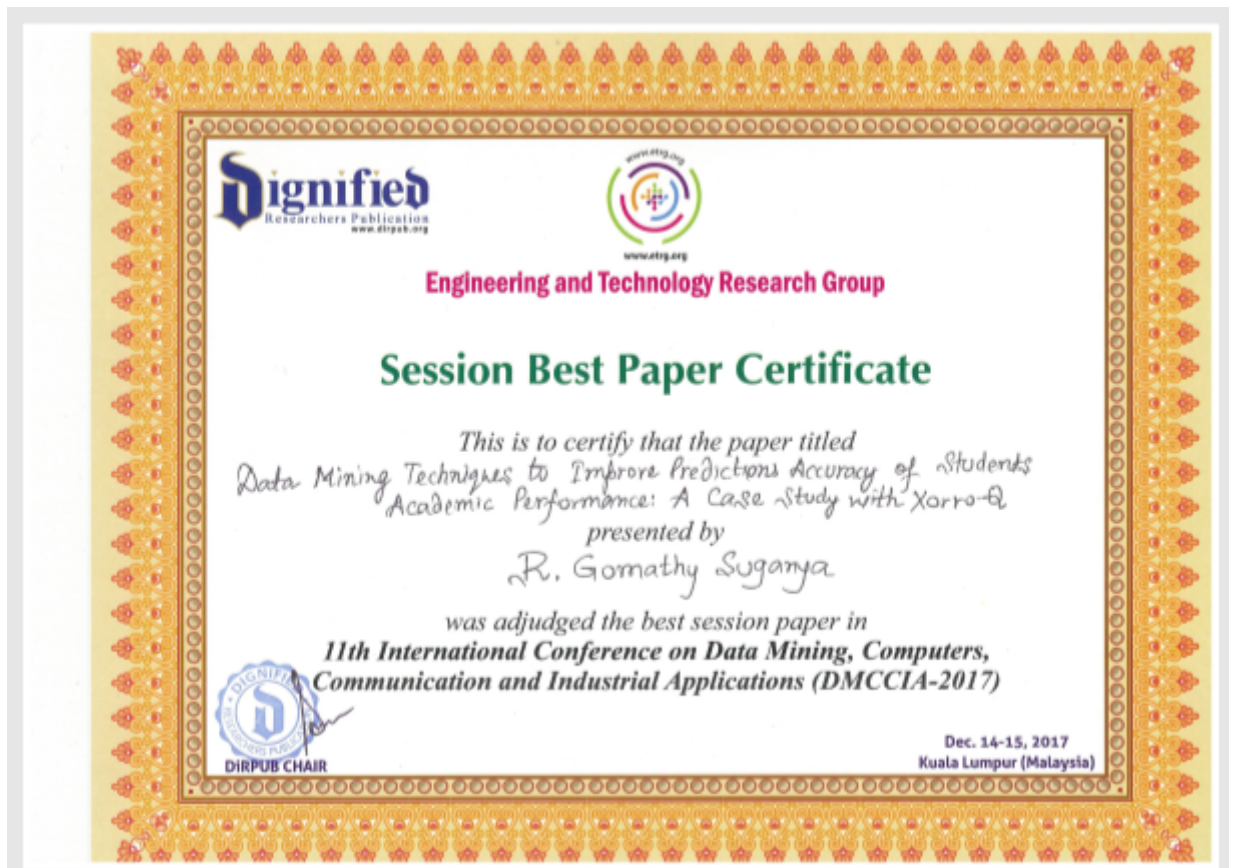 Dignified
Researchers Publication
www.dirpub.org
www.etrg.org
www.etrg.org
Engineering and Technology Research Group
Session Best Paper Certificate
This is to certify that the paper titled
Data Mining Techniques to Improve Predictions Accuracy of Students
Academic Performance: A Case Study with Xorro-Q
presented by
R. Gomathy Suganya
was adjudged the best session paper in
11th International Conference on Data Mining, Computers,
Communication and Industrial Applications (DMCCIA-2017)
DIGNIFIED
RESEARCHERS PUBLICATION
D
DIRPUB CHAIR
Dec. 14-15, 2017
Kuala Lumpur (Malaysia)